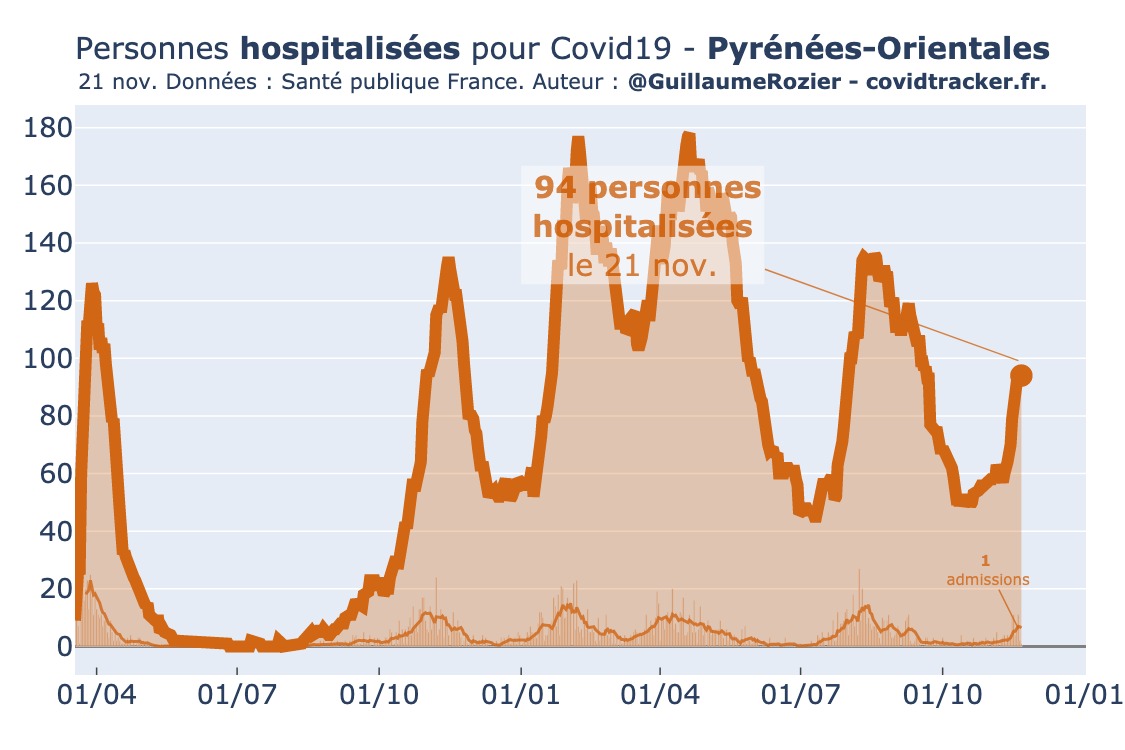 Personnes hospitalisées pour Covid19 - Pyrénées-Orientales
21 nov. Données : Santé publique France. Auteur : @GuillaumeRozier - covidtracker.fr.
180
160
140
120
100
80
60
40
20
0
94 personnes
hospitalisées
le 21 nov.
1
admissions
01/04 01/07 01/10 01/01 01/04 01/07 01/10 01/01